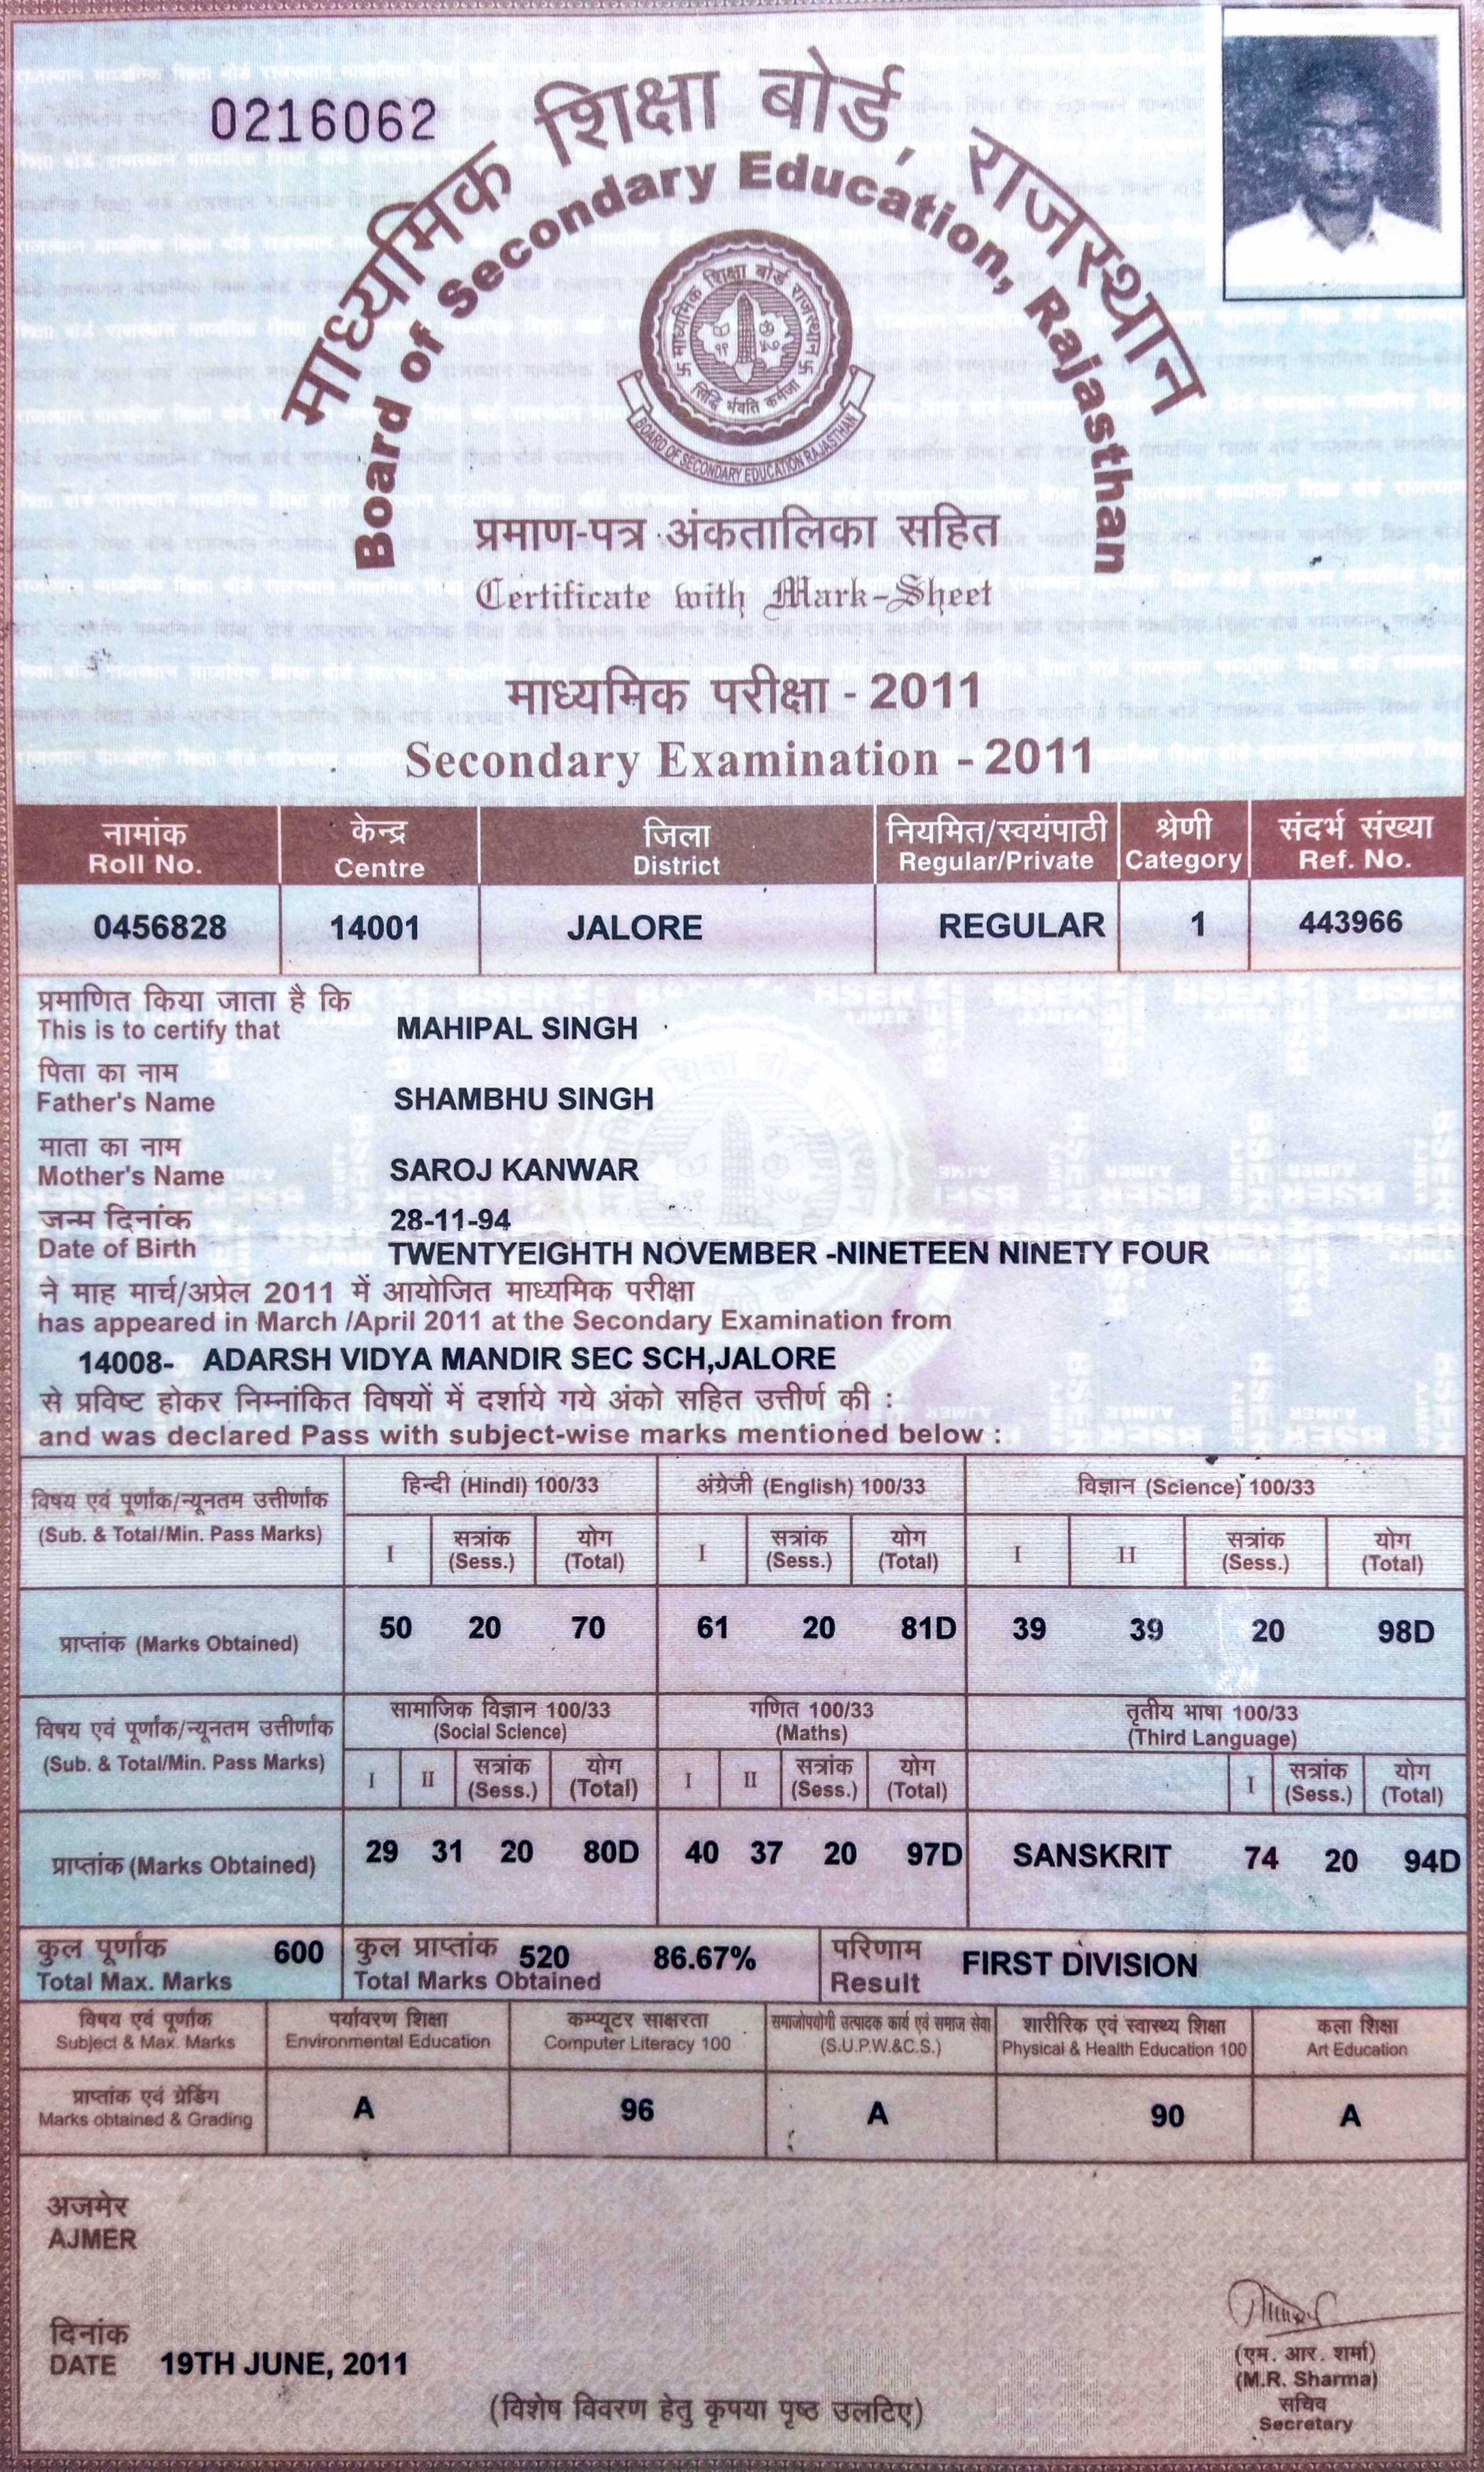 0216062
माध्यमिक शिक्षा बोर्ड, राजस्थान
Board of Secondary Education, Rajasthan
माध्यमिक शिक्षा बोर्ड राजस्थान
सिद्धि र्भवति कर्मजा
BOARD OF SECONDARY EDUCATION RAJASTHAN
प्रमाण-पत्र अंकतालिका सहित
Certificate with Mark-Sheet
माध्यमिक परीक्षा - 2011
Secondary Examination - 2011
नामांक केन्द्र जिला नियमित/स्वयंपाठी श्रेणी संदर्भ संख्या
Roll No. Centre District Regular/Private Category Ref. No.
0456828 14001 JALORE REGULAR 1 443966
प्रमाणित किया जाता है कि
This is to certify that MAHIPAL SINGH
पिता का नाम
Father's Name SHAMBHU SINGH
माता का नाम
Mother's Name SAROJ KANWAR
जन्म दिनांक 28-11-94
Date of Birth TWENTYEIGHTH NOVEMBER -NINETEEN NINETY FOUR
ने माह मार्च/अप्रेल 2011 में आयोजित माध्यमिक परीक्षा
has appeared in March /April 2011 at the Secondary Examination from
14008- ADARSH VIDYA MANDIR SEC SCH,JALORE
से प्रविष्ट होकर निम्नांकित विषयों में दर्शाये गये अंको सहित उत्तीर्ण की :
and was declared Pass with subject-wise marks mentioned below :
विषय एवं पूर्णांक/न्यूनतम उत्तीर्णांक हिन्दी (Hindi) 100/33 अंग्रेजी (English) 100/33 विज्ञान (Science) 100/33
(Sub. & Total/Min. Pass Marks) I सत्रांक (Sess.) योग (Total) I सत्रांक (Sess.) योग (Total) I II सत्रांक (Sess.) योग (Total)
प्राप्तांक (Marks Obtained) 50 20 70 61 20 81D 39 39 20 98D
विषय एवं पूर्णांक/न्यूनतम उत्तीर्णांक सामाजिक विज्ञान 100/33 (Social Science) गणित 100/33 (Maths) तृतीय भाषा 100/33 (Third Language)
(Sub. & Total/Min. Pass Marks) I II सत्रांक (Sess.) योग (Total) I II सत्रांक (Sess.) योग (Total) I सत्रांक (Sess.) योग (Total)
प्राप्तांक (Marks Obtained) 29 31 20 80D 40 37 20 97D SANSKRIT 74 20 94D
कुल पूर्णांक 600 कुल प्राप्तांक 520 86.67% परिणाम FIRST DIVISION
Total Max. Marks Total Marks Obtained Result
विषय एवं पूर्णांक पर्यावरण शिक्षा कम्प्यूटर साक्षरता समाजोपयोगी उत्पादक कार्य एवं समाज सेवा शारीरिक एवं स्वास्थ्य शिक्षा कला शिक्षा
Subject & Max. Marks Environmental Education Computer Literacy 100 (S.U.P.W.&C.S.) Physical & Health Education 100 Art Education
प्राप्तांक एवं ग्रेडिंग A 96 A 90 A
Marks obtained & Grading
अजमेर
AJMER
दिनांक
DATE 19TH JUNE, 2011
(एम. आर. शर्मा)
(M.R. Sharma)
सचिव
Secretary
(विशेष विवरण हेतु कृपया पृष्ठ उलटिए)